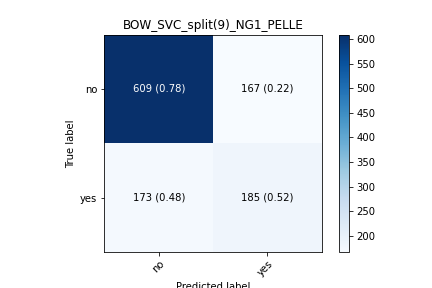 BOW_SVC_split(9)_NG1_PELLE
no
609 (0.78)
167 (0.22)
yes
173 (0.48)
185 (0.52)
True label
no
yes
Predicted label
600
550
500
450
400
350
300
250
200